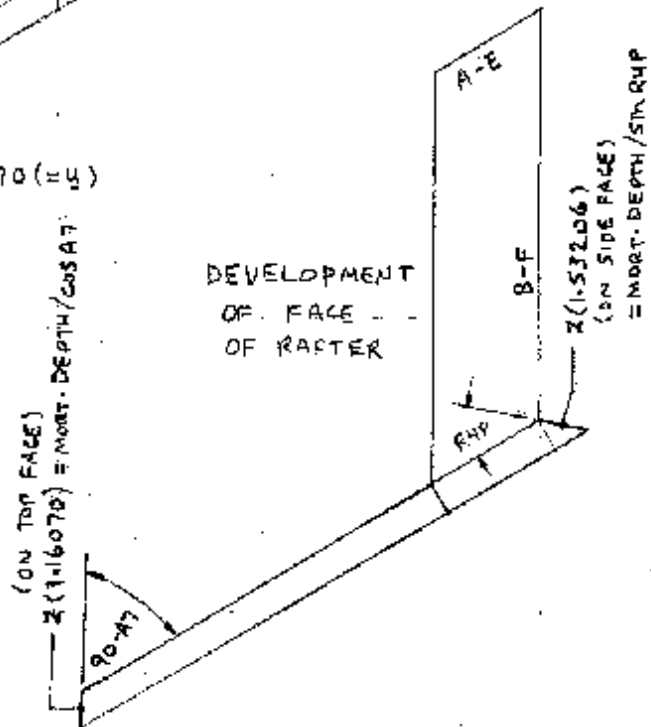 90 (= y)
(ON TOP FACE)
Z (1.16070) = MORT. DEPTH/COS A7
DEVELOPMENT
OF FACE
OF RAFTER
A-E
B-F
Z (1.53206)
(ON SIDE FACE)
= MORT. DEPTH/SIN R4P
R4P
90-A7